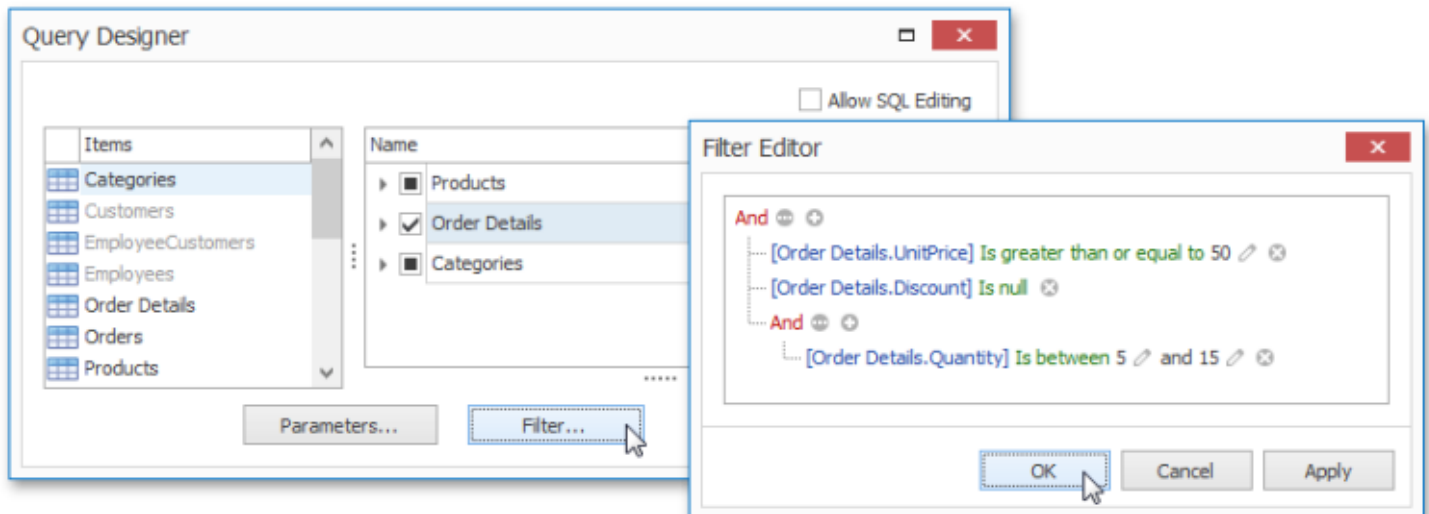 Query Designer
Allow SQL Editing
Items
Categories
Customers
EmployeeCustomers
Employees
Order Details
Orders
Products
Name
Products
Order Details
Categories
Parameters...
Filter...
Filter Editor
And
[Order Details.UnitPrice] Is greater than or equal to 50
[Order Details.Discount] Is null
And
[Order Details.Quantity] Is between 5 and 15
OK
Cancel
Apply